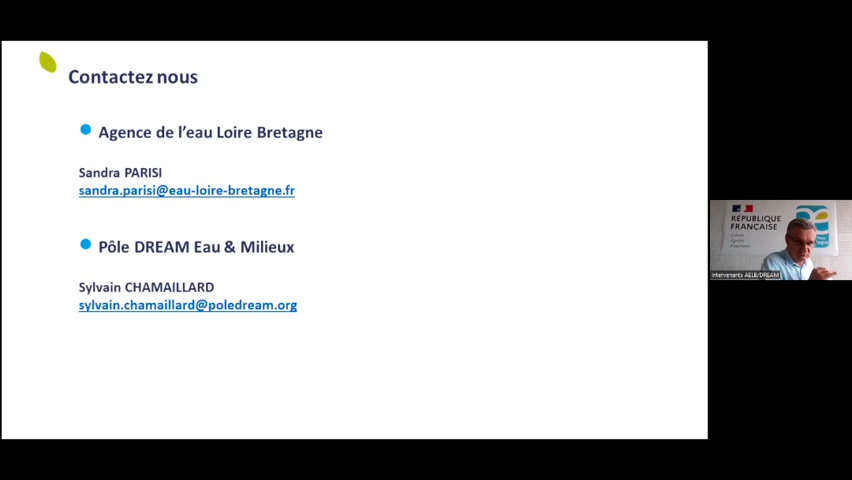 Contactez nous
Agence de l'eau Loire Bretagne
Sandra PARISI
sandra.parisi@eau-loire-bretagne.fr
Pôle DREAM Eau & Milieux
Sylvain CHAMAILLARD
sylvain.chamaillard@poledream.org
RÉPUBLIQUE
FRANÇAISE
Intervenants AELB/DREAM